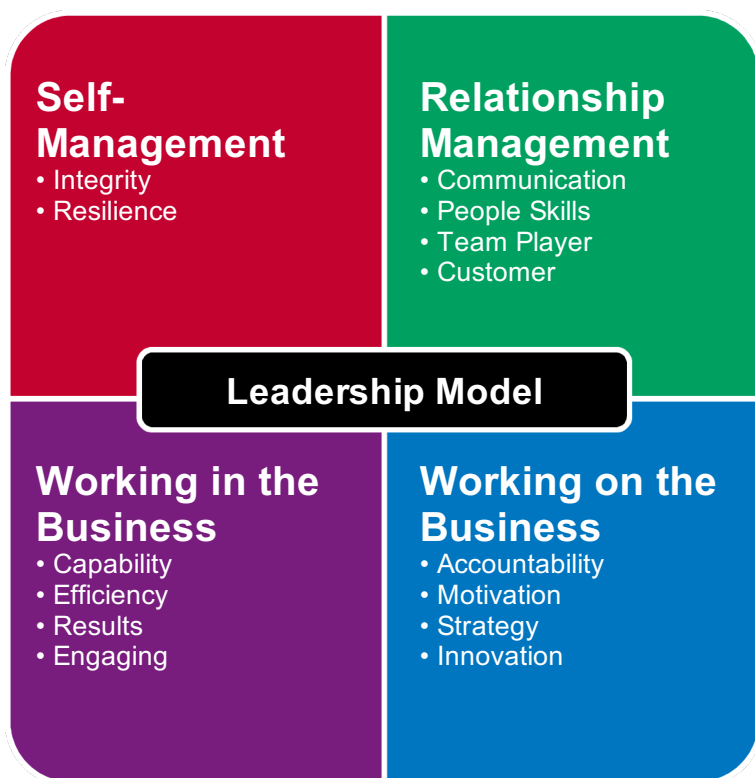 Self-
Management
• Integrity
• Resilience
Relationship
Management
• Communication
• People Skills
• Team Player
• Customer
Leadership Model
Working in the
Business
• Capability
• Efficiency
• Results
• Engaging
Working on the
Business
• Accountability
• Motivation
• Strategy
• Innovation